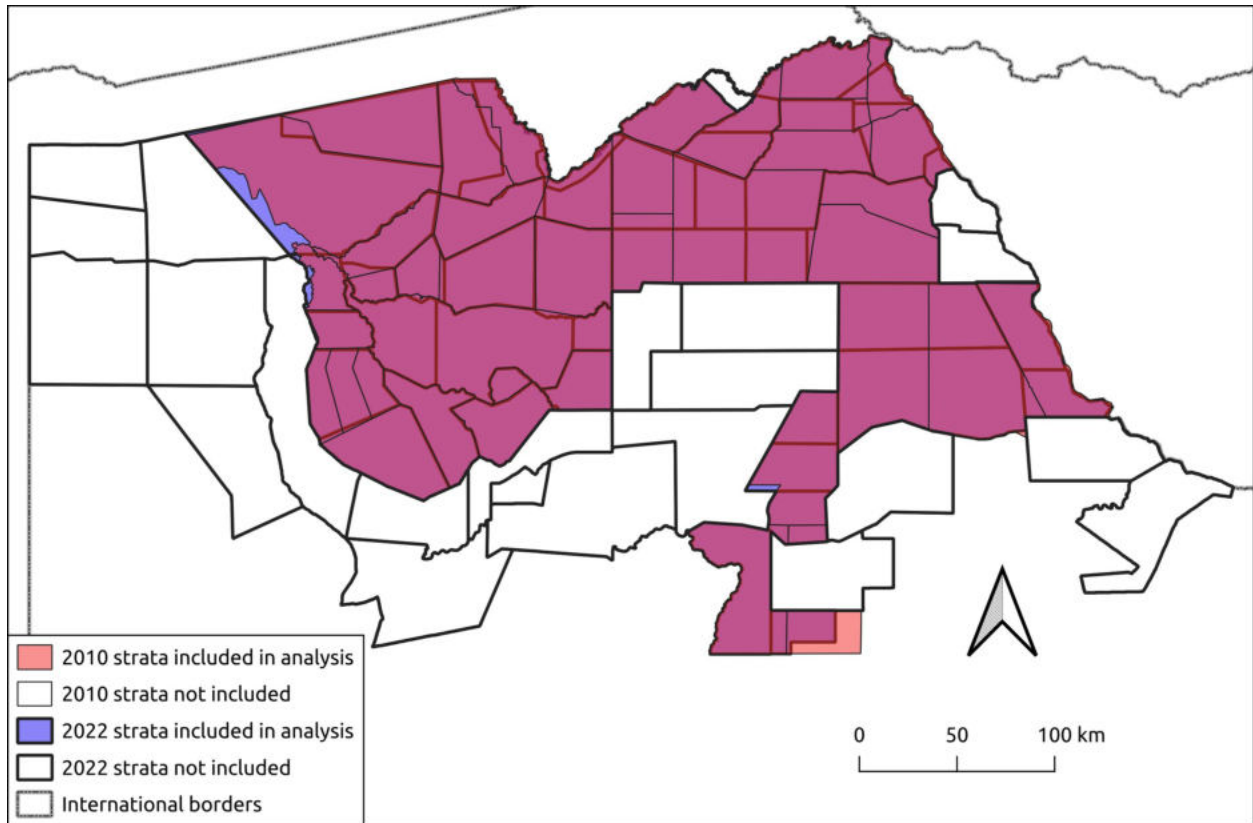 2010 strata included in analysis
2010 strata not included
2022 strata included in analysis
2022 strata not included
International borders
0 50 100 km